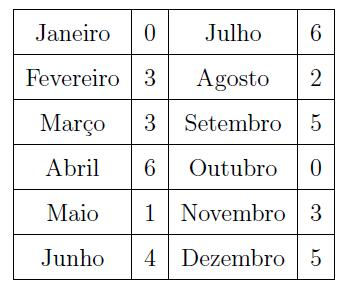 Janeiro 0 Julho 6
Fevereiro 3 Agosto 2
Março 3 Setembro 5
Abril 6 Outubro 0
Maio 1 Novembro 3
Junho 4 Dezembro 5